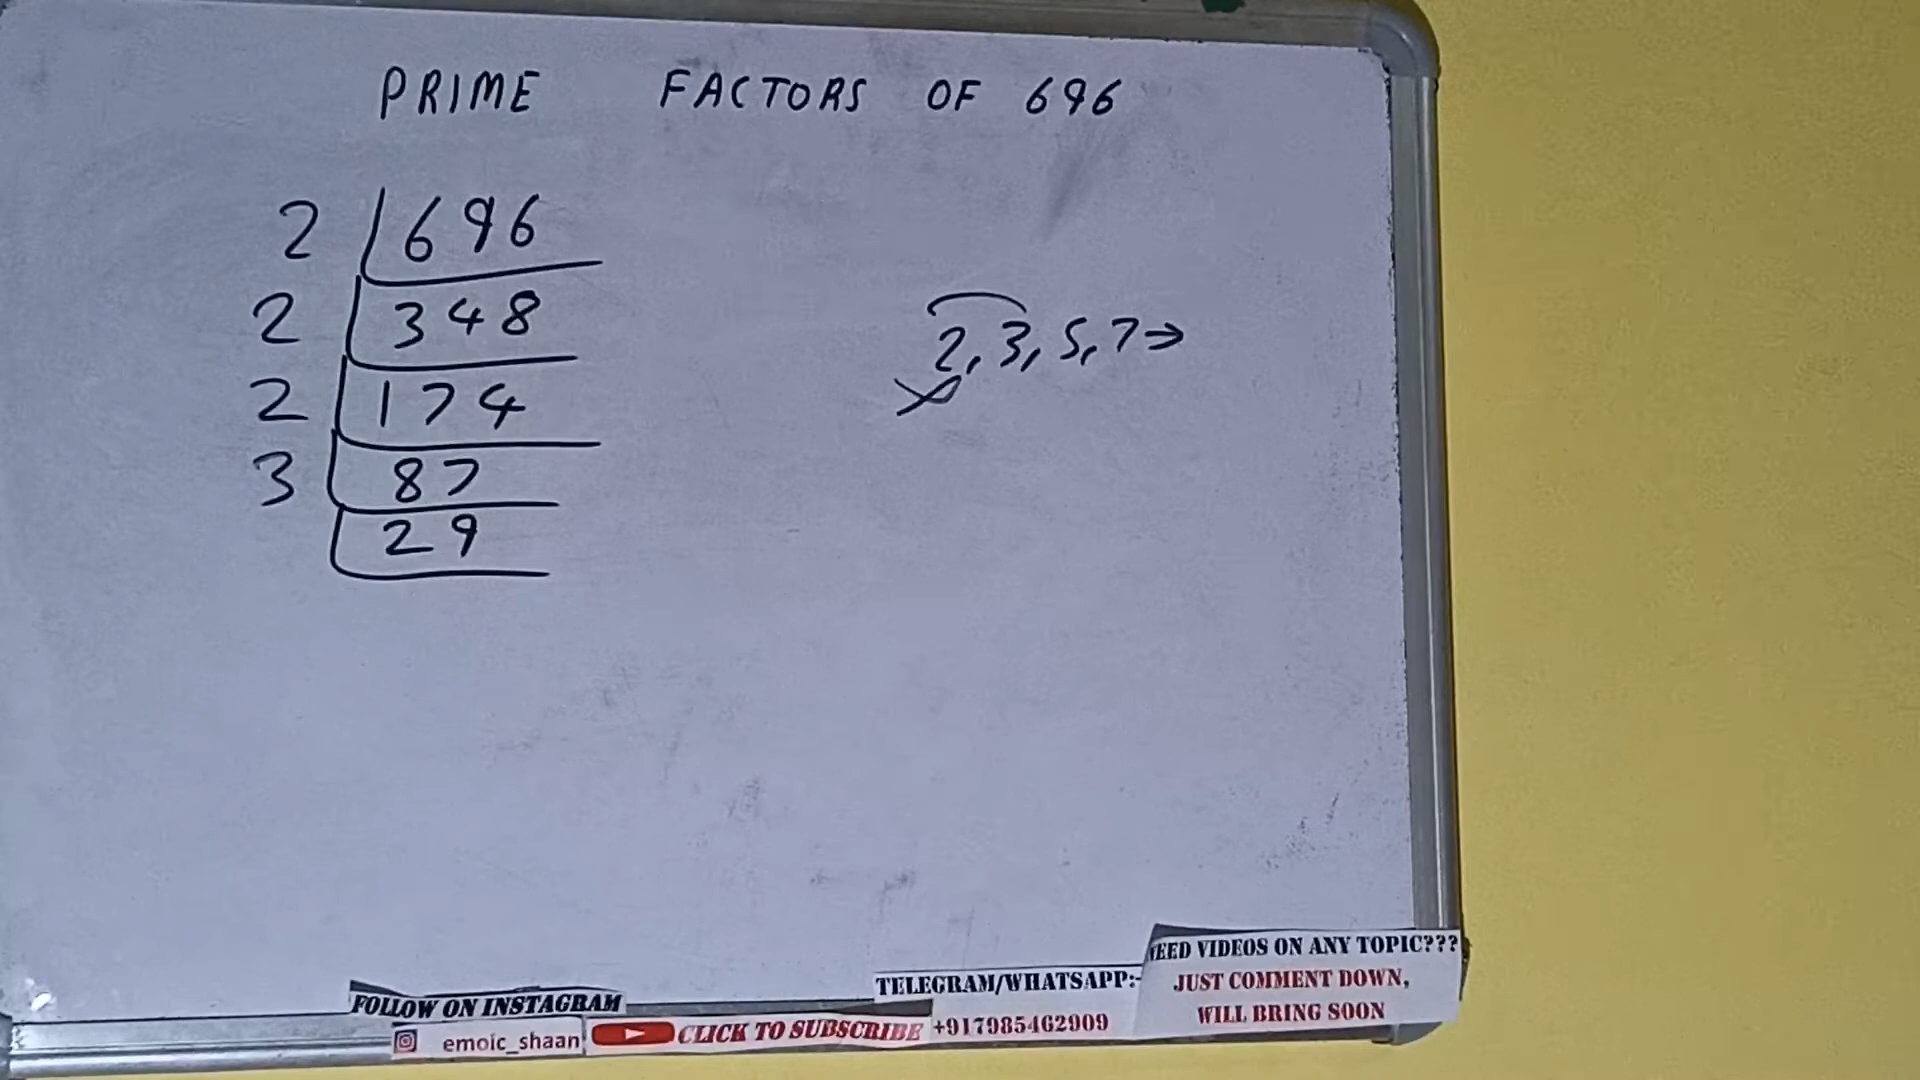 PRIME FACTORS OF 696
2 696
2 348
2 174
3 87
29
2, 3, 5, 7→
FOLLOW ON INSTAGRAM
emoic_shaan
CLICK TO SUBSCRIBE
TELEGRAM/WHATSAPP:-
+917985462909
EED VIDEOS ON ANY TOPIC???
JUST COMMENT DOWN,
WILL BRING SOON